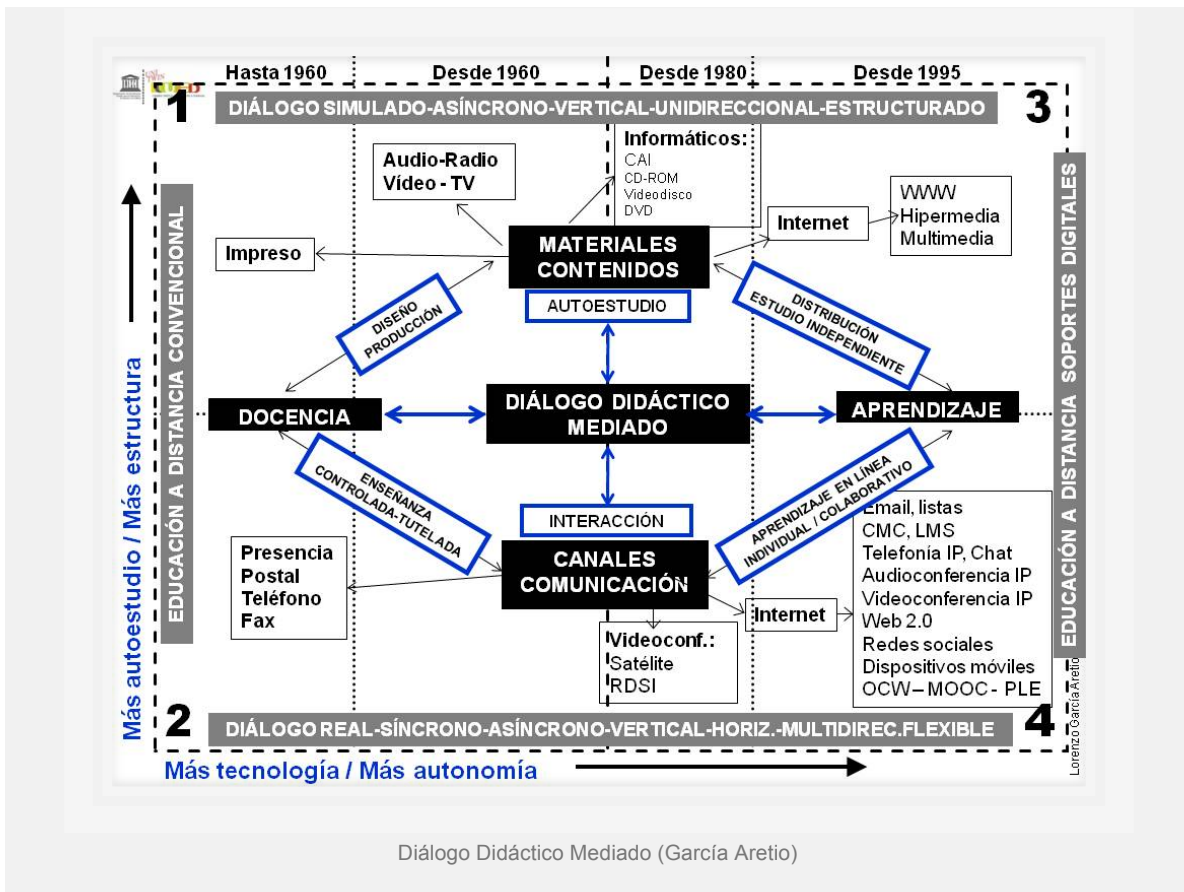 Hasta 1960
Desde 1960
Desde 1980
Desde 1995
1
DIÁLOGO SIMULADO-ASÍNCRONO-VERTICAL-UNIDIRECCIONAL-ESTRUCTURADO
3
Informáticos:
CAI
CD-ROM
Videodisco
DVD
Audio-Radio
Vídeo - TV
WWW
Hipermedia
Multimedia
Internet
Impreso
MATERIALES
CONTENIDOS
AUTOESTUDIO
DISEÑO
PRODUCCIÓN
DISTRIBUCIÓN
ESTUDIO INDEPENDIENTE
DOCENCIA
DIÁLOGO DIDÁCTICO
MEDIADO
APRENDIZAJE
ENSEÑANZA
CONTROLADA-TUTELADA
APRENDIZAJE EN LÍNEA
INDIVIDUAL / COLABORATIVO
INTERACCIÓN
CANALES
COMUNICACIÓN
Presencia
Postal
Teléfono
Fax
Videoconf.:
Satélite
RDSI
Internet
Email, listas
CMC, LMS
Telefonía IP, Chat
Audioconferencia IP
Videoconferencia IP
Web 2.0
Redes sociales
Dispositivos móviles
OCW – MOOC - PLE
EDUCACIÓN A DISTANCIA CONVENCIONAL
EDUCACIÓN A DISTANCIA SOPORTES DIGITALES
Más autoestudio / Más estructura
Lorenzo García Aretio
2
DIÁLOGO REAL-SÍNCRONO-ASÍNCRONO-VERTICAL-HORIZ.-MULTIDIREC.FLEXIBLE
4
Más tecnología / Más autonomía
Diálogo Didáctico Mediado (García Aretio)